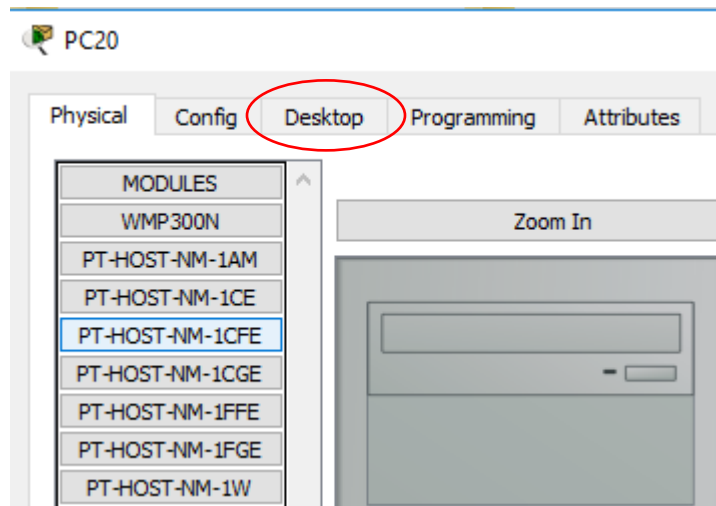 PC20
Physical Config Desktop Programming Attributes
MODULES
WMP300N
PT-HOST-NM-1AM
PT-HOST-NM-1CE
PT-HOST-NM-1CFE
PT-HOST-NM-1CGE
PT-HOST-NM-1FFE
PT-HOST-NM-1FGE
PT-HOST-NM-1W
Zoom In